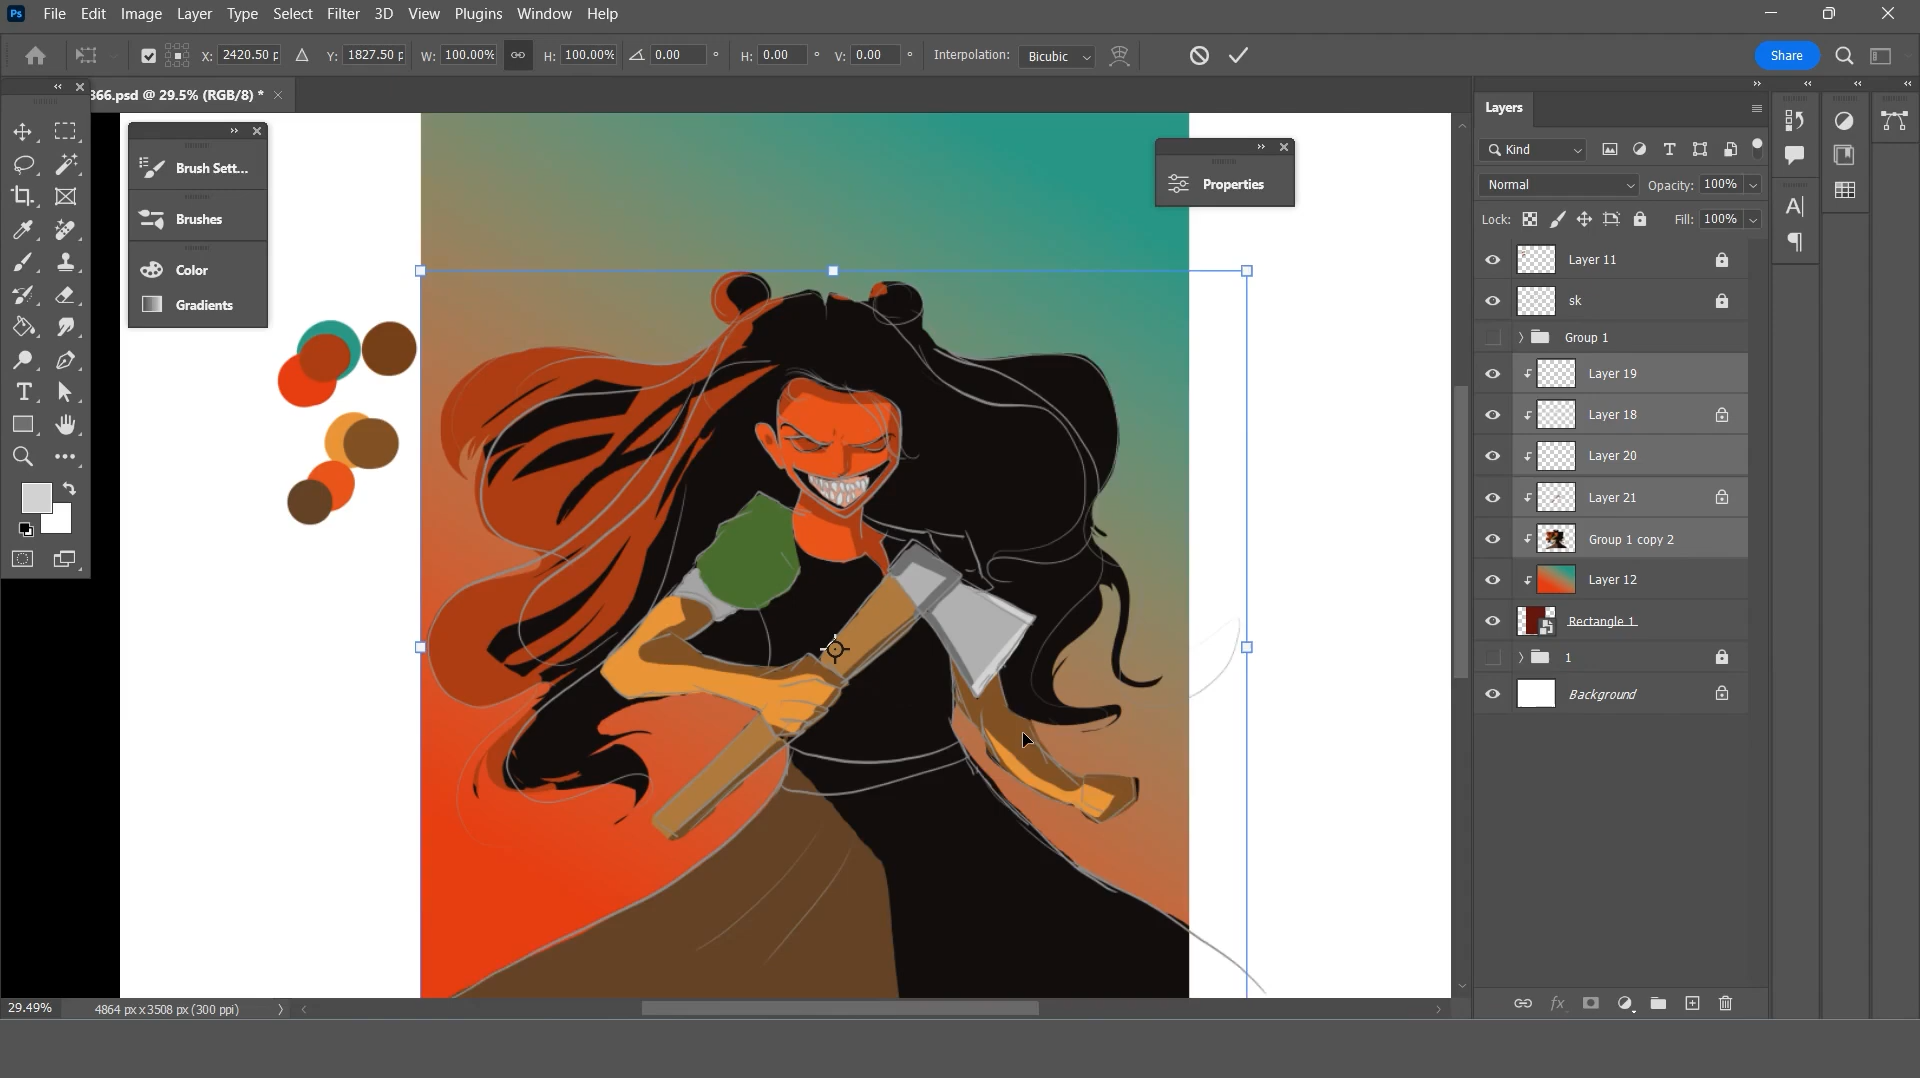 Ps File Edit Image Layer Type Select Filter 3D View Plugins Window Help
X: 2420.50 p Y: 1827.50 p W: 100.00% H: 100.00% 0.00 ° H: 0.00 ° V: 0.00 ° Interpolation: Bicubic Share
366.psd @ 29.5% (RGB/8) *
Brush Sett...
Brushes
Color
Gradients
Properties
Layers
Kind
Normal Opacity: 100%
Lock: Fill: 100%
Layer 11
sk
Group 1
Layer 19
Layer 18
Layer 20
Layer 21
Group 1 copy 2
Layer 12
Rectangle 1
1
Background
29.49% 4864 px x 3508 px (300 ppi)